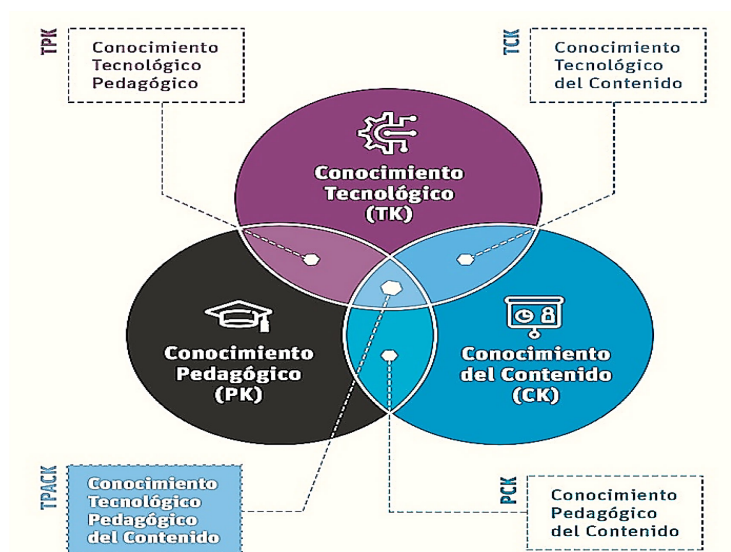 TPK
Conocimiento
Tecnológico
Pedagógico
TCK
Conocimiento
Tecnológico
del Contenido
Conocimiento
Tecnológico
(TK)
Conocimiento
Pedagógico
(PK)
Conocimiento
del Contenido
(CK)
TPACK
Conocimiento
Tecnológico
Pedagógico
del Contenido
PCK
Conocimiento
Pedagógico
del Contenido